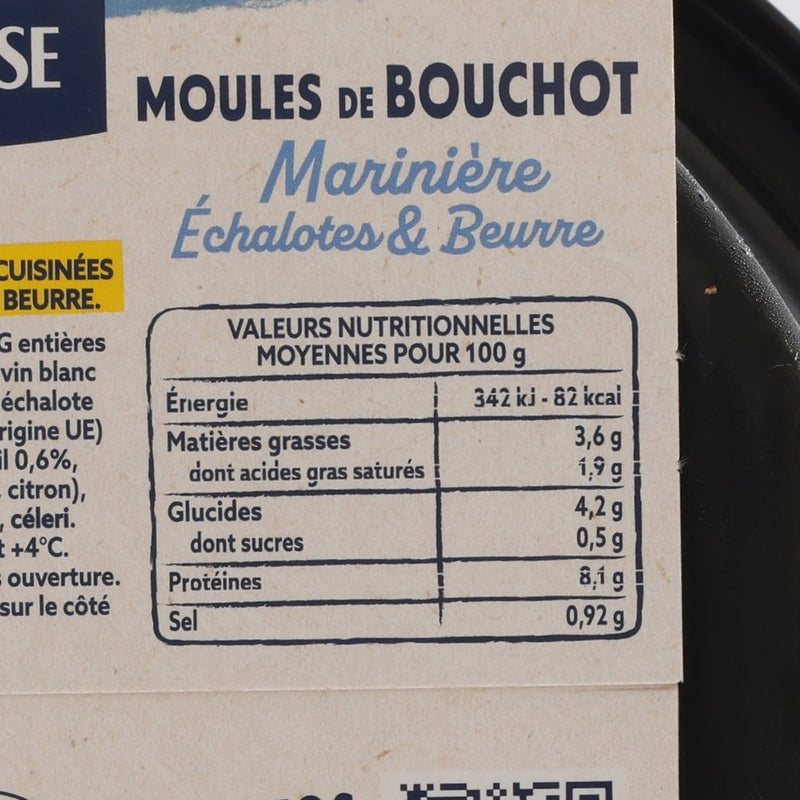 SE
MOULES DE BOUCHOT
Marinière
Échalotes & Beurre
CUISINÉES
BEURRE.
G entières
vin blanc
échalote
rigine UE)
il 0,6%,
citron),
, céleri.
t +4°C.
ouverture.
sur le côté
VALEURS NUTRITIONNELLES
MOYENNES POUR 100 g
Énergie 342 kJ - 82 kcal
Matières grasses 3,6 g
dont acides gras saturés 1,9 g
Glucides 4,2 g
dont sucres 0,5 g
Protéines 8,1 g
Sel 0,92 g